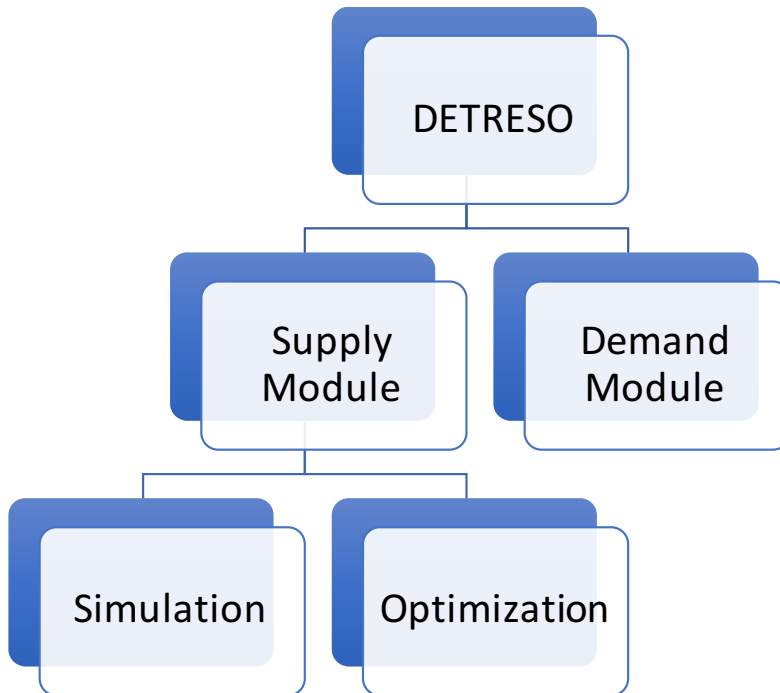 DETRESO
Supply
Module
Demand
Module
Simulation
Optimization